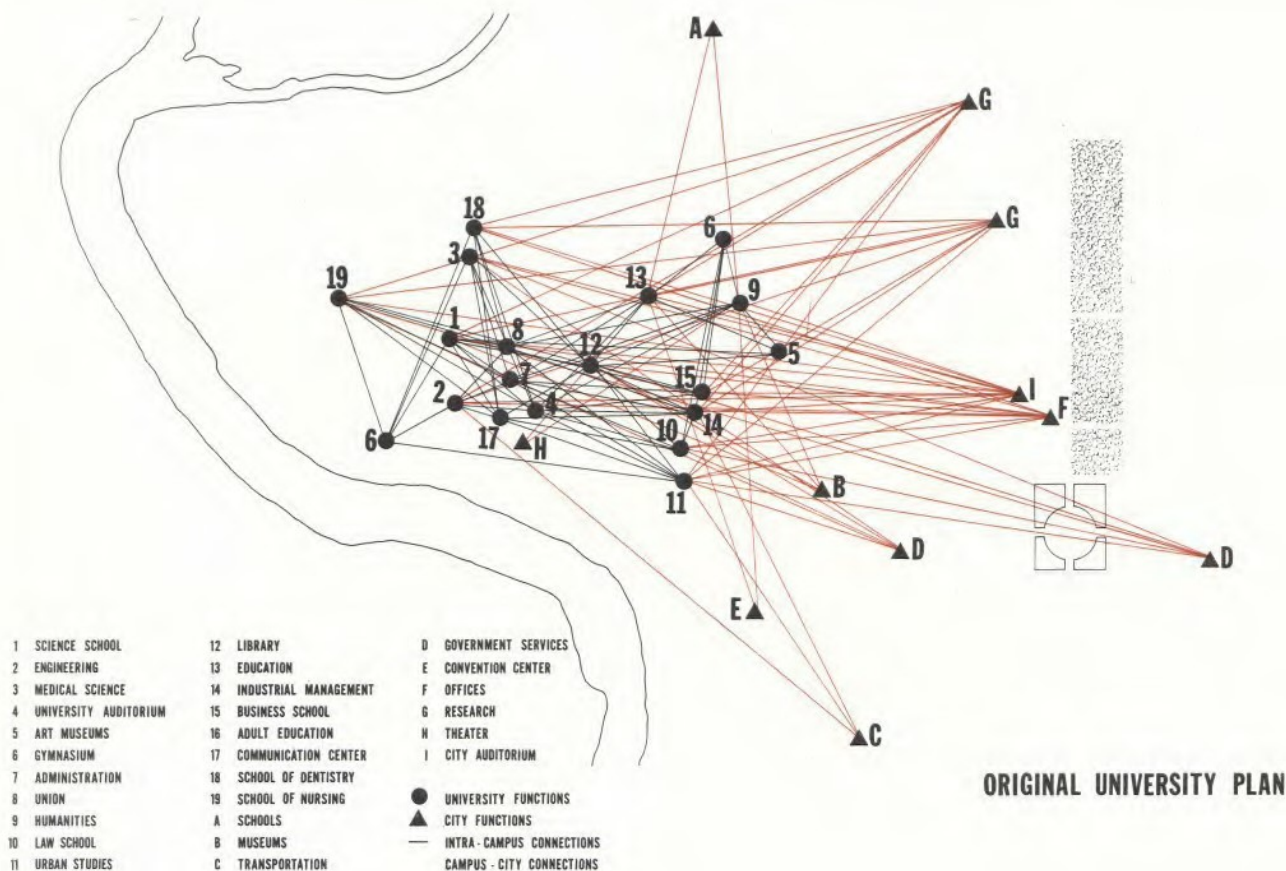 A
G
18
6
G
3
19
13
9
1
8
12
5
7
15
I
2
4
14
F
6
17
H
10
B
11
D
D
E
C
1 SCIENCE SCHOOL
2 ENGINEERING
3 MEDICAL SCIENCE
4 UNIVERSITY AUDITORIUM
5 ART MUSEUMS
6 GYMNASIUM
7 ADMINISTRATION
8 UNION
9 HUMANITIES
10 LAW SCHOOL
11 URBAN STUDIES
12 LIBRARY
13 EDUCATION
14 INDUSTRIAL MANAGEMENT
15 BUSINESS SCHOOL
16 ADULT EDUCATION
17 COMMUNICATION CENTER
18 SCHOOL OF DENTISTRY
19 SCHOOL OF NURSING
A SCHOOLS
B MUSEUMS
C TRANSPORTATION
D GOVERNMENT SERVICES
E CONVENTION CENTER
F OFFICES
G RESEARCH
H THEATER
I CITY AUDITORIUM
UNIVERSITY FUNCTIONS
CITY FUNCTIONS
INTRA-CAMPUS CONNECTIONS
CAMPUS-CITY CONNECTIONS
ORIGINAL UNIVERSITY PLAN